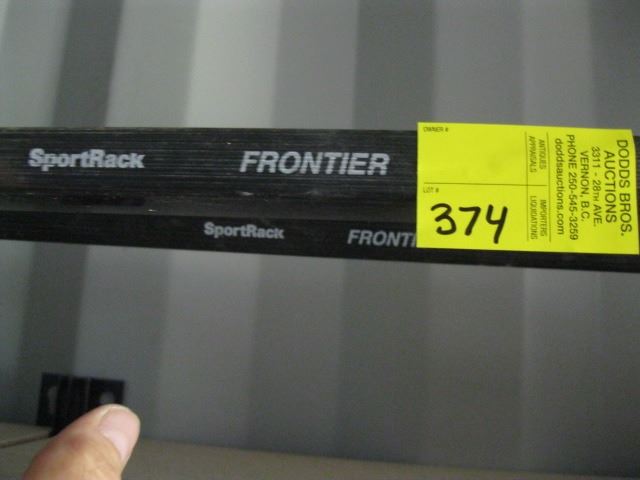 SportRack FRONTIER
SportRack FRONTI
OWNER #
LOT #
374
ANTIQUES
APPRAISALS
IMPORTERS
LIQUIDATIONS
DODDS BROS.
AUCTIONS
3311 - 28TH AVE.
VERNON, B.C.
PHONE 250-545-3259
doddsauctions.com